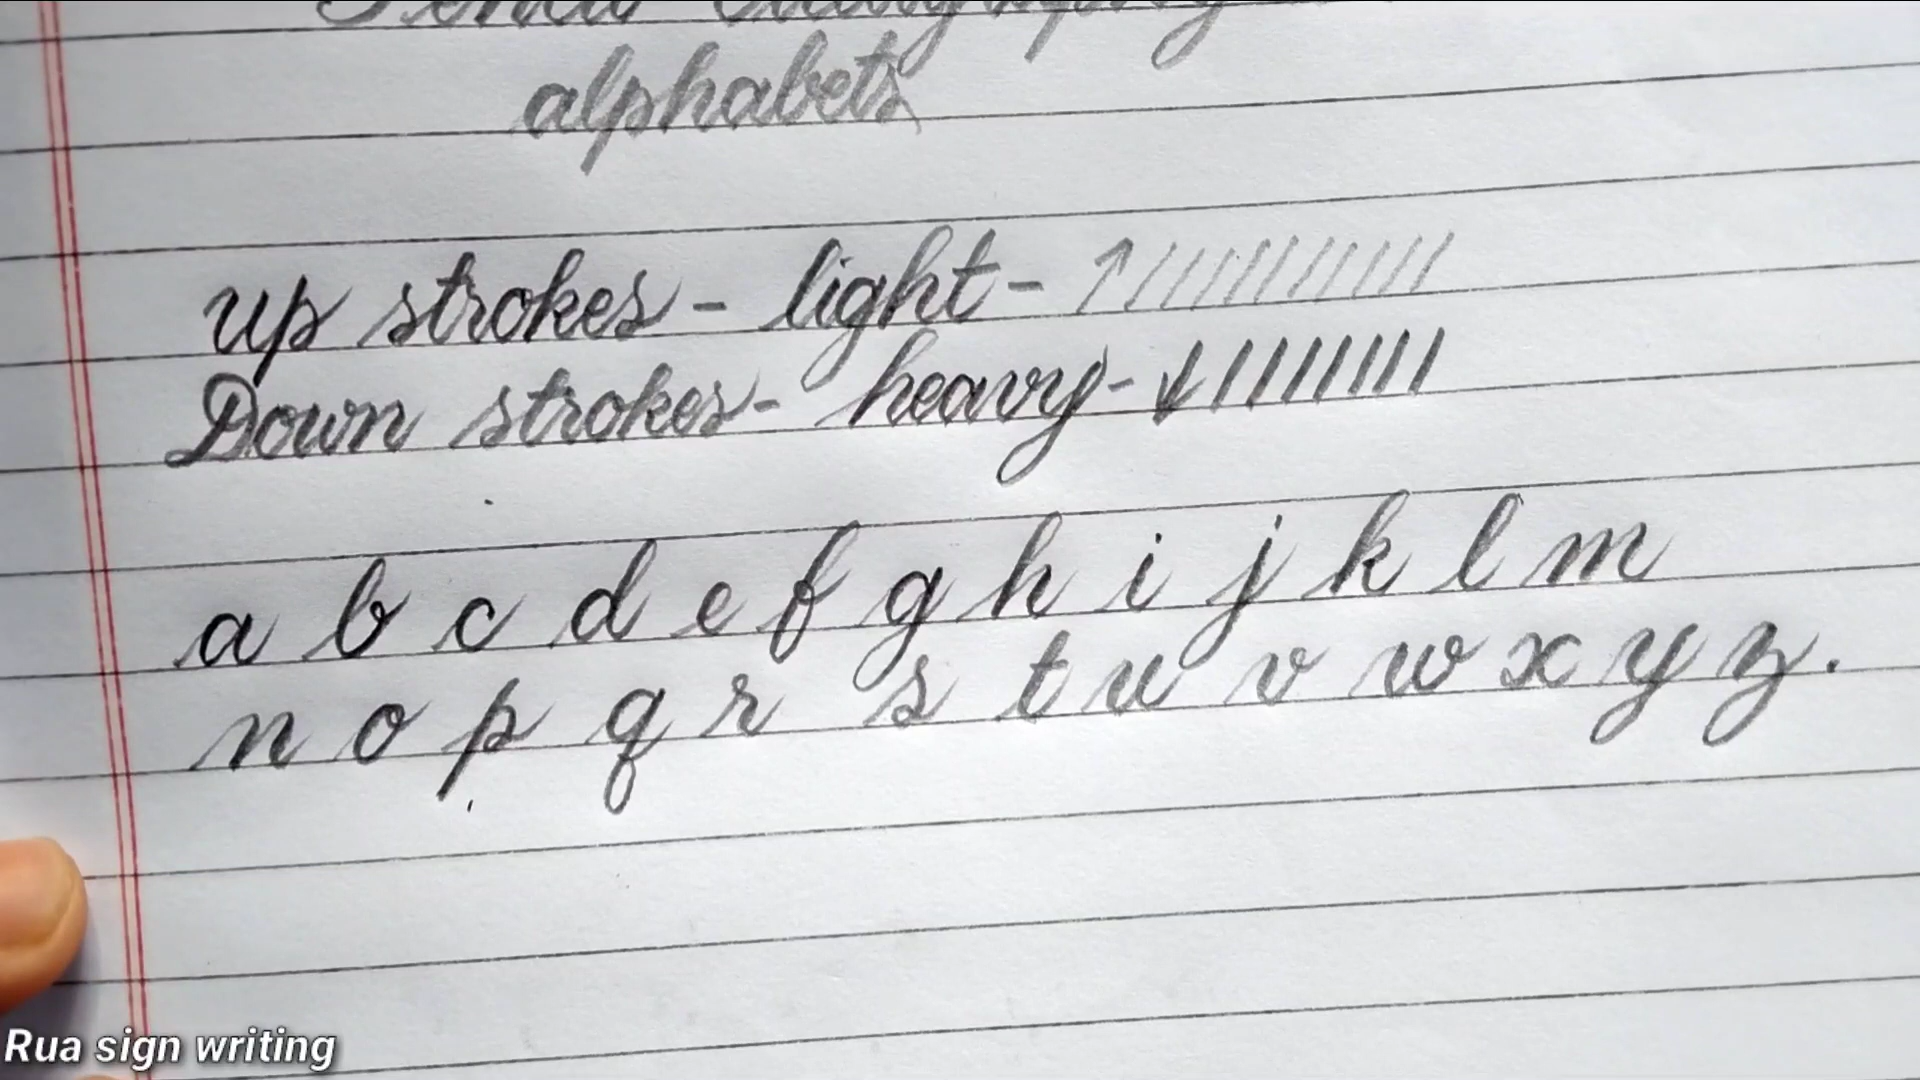 alphabets
up strokes - light - ↑///////////
Down strokes - heavy - ↓////////
a b c d e f g h i j k l m
n o p q r s t u v w x y z.
Rua sign writing